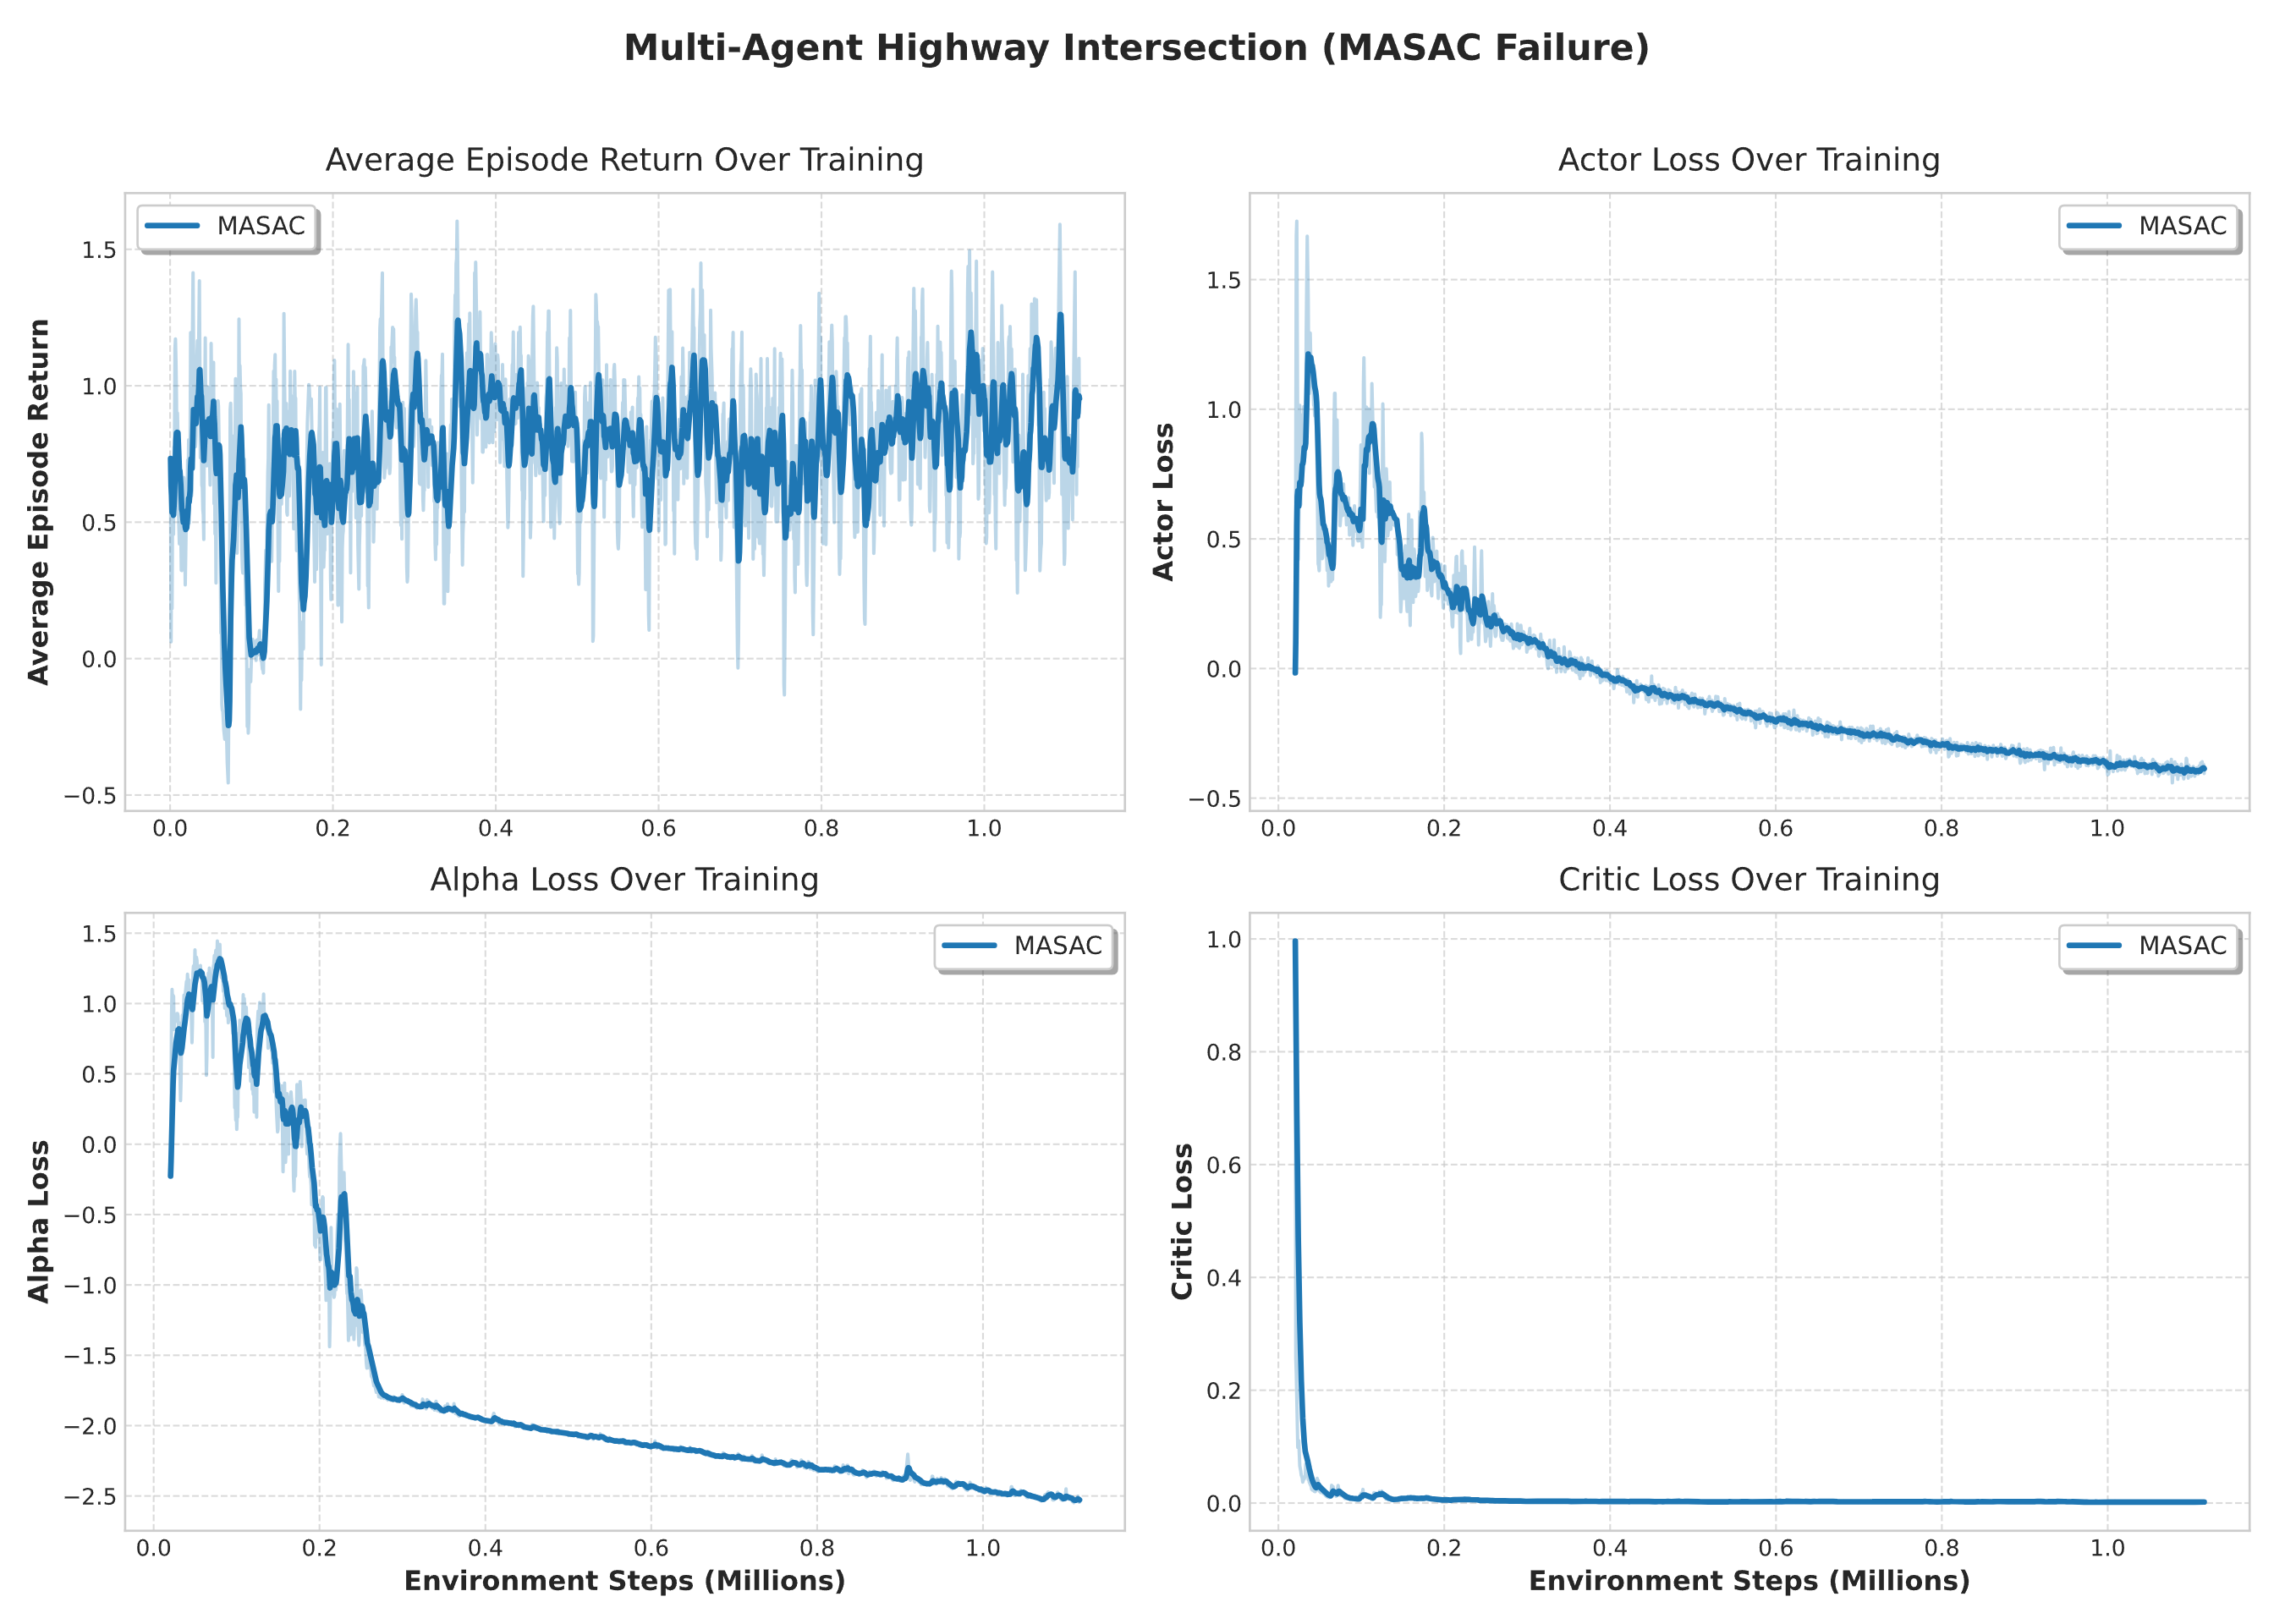 Multi-Agent Highway Intersection (MASAC Failure)
Average Episode Return Over Training
MASAC
Average Episode Return
1.5
1.0
0.5
0.0
−0.5
0.0 0.2 0.4 0.6 0.8 1.0
Actor Loss Over Training
MASAC
Actor Loss
1.5
1.0
0.5
0.0
−0.5
0.0 0.2 0.4 0.6 0.8 1.0
Alpha Loss Over Training
MASAC
Alpha Loss
1.5
1.0
0.5
0.0
−0.5
−1.0
−1.5
−2.0
−2.5
0.0 0.2 0.4 0.6 0.8 1.0
Environment Steps (Millions)
Critic Loss Over Training
MASAC
Critic Loss
1.0
0.8
0.6
0.4
0.2
0.0
0.0 0.2 0.4 0.6 0.8 1.0
Environment Steps (Millions)